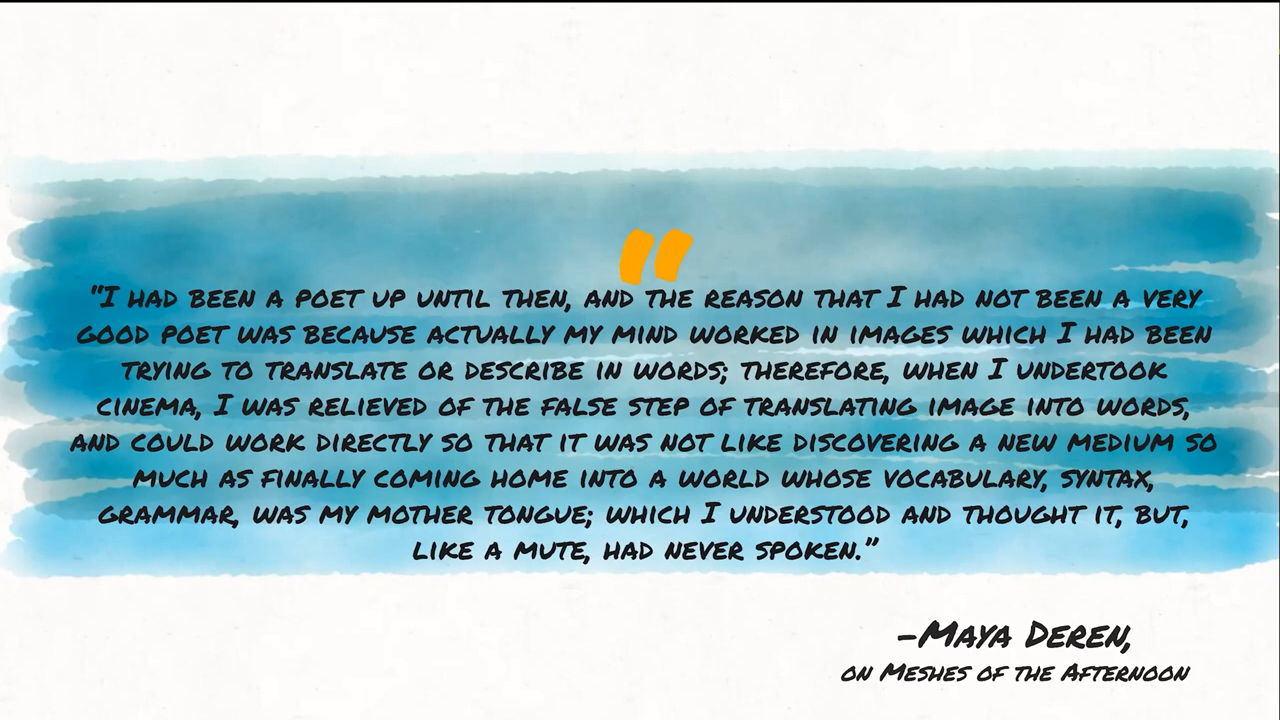 "I HAD BEEN A POET UP UNTIL THEN, AND THE REASON THAT I HAD NOT BEEN A VERY
GOOD POET WAS BECAUSE ACTUALLY MY MIND WORKED IN IMAGES WHICH I HAD BEEN
TRYING TO TRANSLATE OR DESCRIBE IN WORDS; THEREFORE, WHEN I UNDERTOOK
CINEMA, I WAS RELIEVED OF THE FALSE STEP OF TRANSLATING IMAGE INTO WORDS,
AND COULD WORK DIRECTLY SO THAT IT WAS NOT LIKE DISCOVERING A NEW MEDIUM SO
MUCH AS FINALLY COMING HOME INTO A WORLD WHOSE VOCABULARY, SYNTAX,
GRAMMAR, WAS MY MOTHER TONGUE; WHICH I UNDERSTOOD AND THOUGHT IT, BUT,
LIKE A MUTE, HAD NEVER SPOKEN."
–MAYA DEREN,
ON MESHES OF THE AFTERNOON